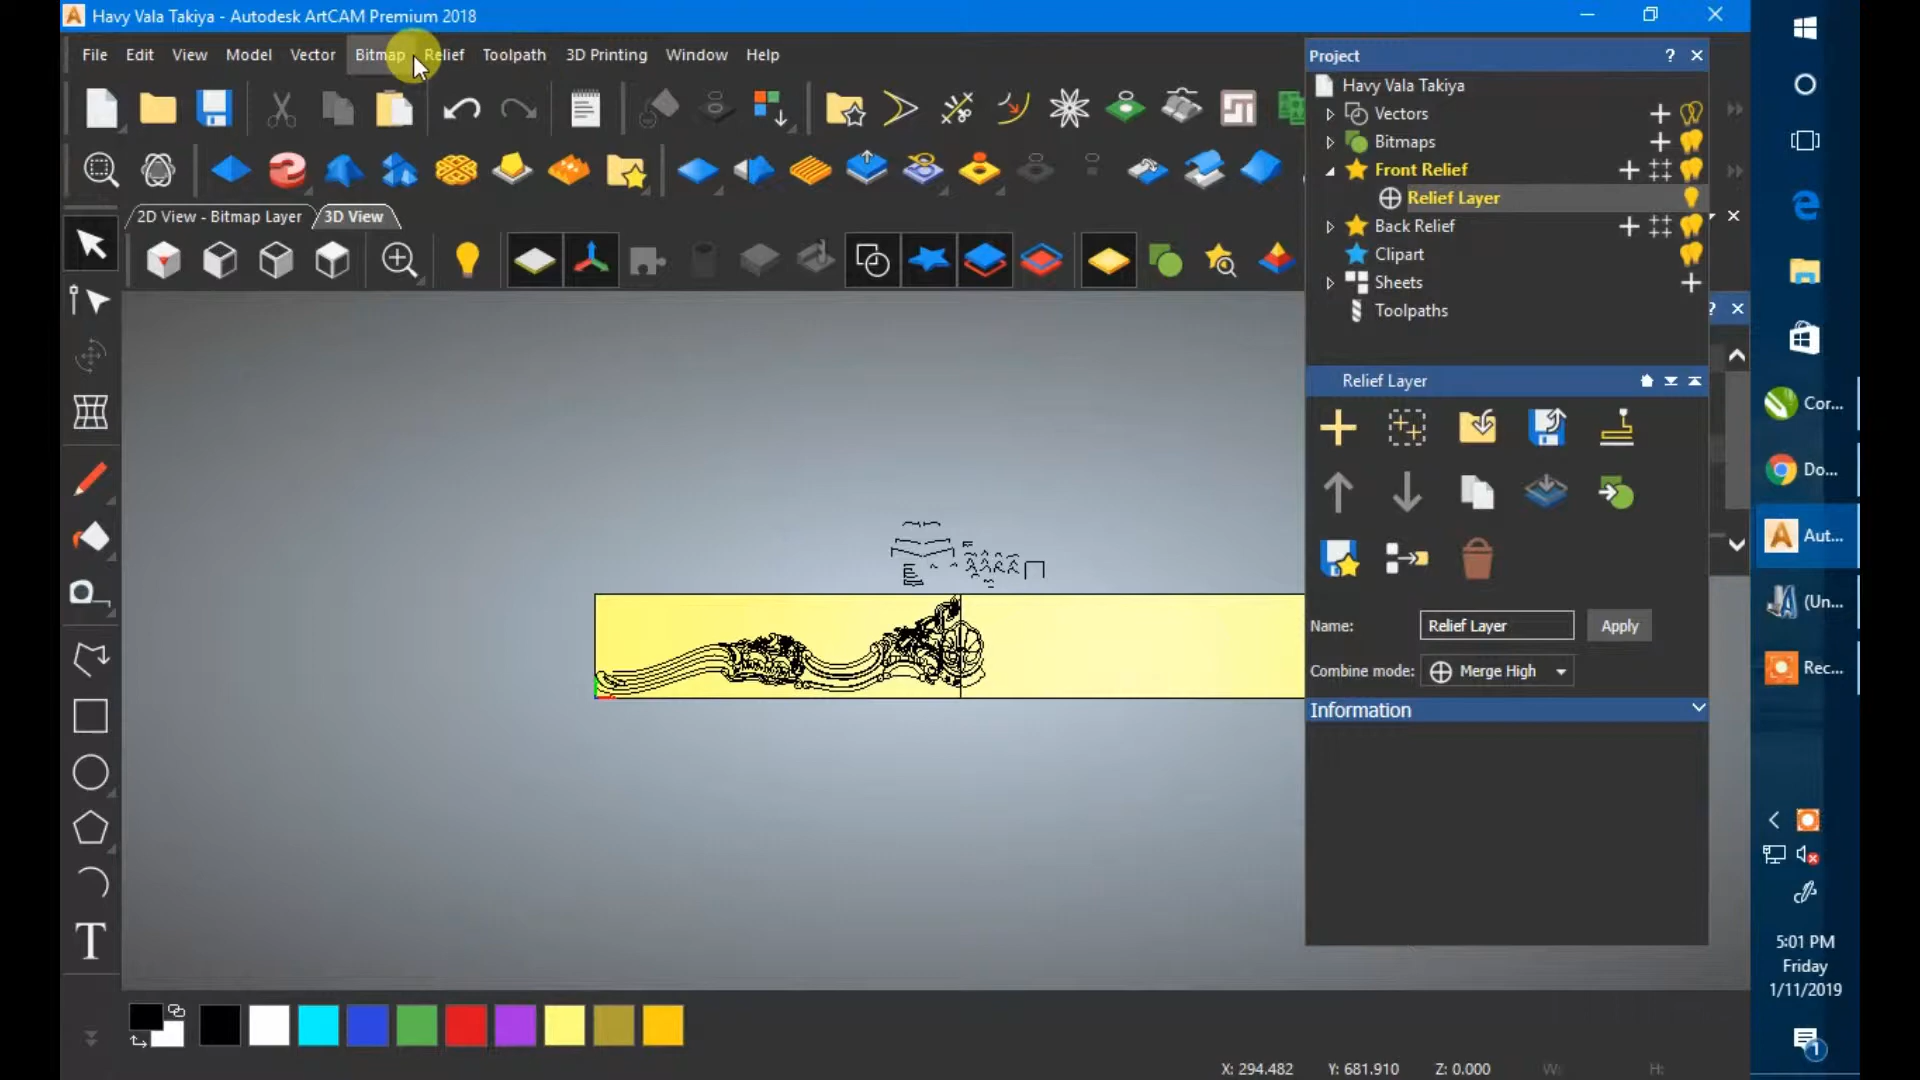 Havy Vala Takiya - Autodesk ArtCAM Premium 2018
File Edit View Model Vector Bitmap Relief Toolpath 3D Printing Window Help
2D View - Bitmap Layer 3D View
Project ?
Havy Vala Takiya
Vectors
Bitmaps
Front Relief
Relief Layer
Back Relief
Clipart
Sheets
Toolpaths
?
Relief Layer
Name: Relief Layer Apply
Combine mode: Merge High
Information
T
X: 294.482 Y: 681.910 Z: 0.000 W: H:
Cor...
Do...
Aut...
(Un...
Rec...
5:01 PM
Friday
1/11/2019
1